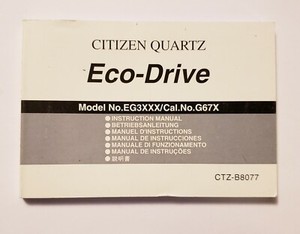 CITIZEN QUARTZ
Eco-Drive
Model No.EG3XXX/Cal.No.G67X
● INSTRUCTION MANUAL
● BETRIEBSANLEITUNG
● MANUEL D'INSTRUCTIONS
● MANUAL DE INSTRUCCIONES
● MANUALE DI FUNZIONAMENTO
● MANUAL DE INSTRUÇÕES
● 説明書
CTZ-B8077